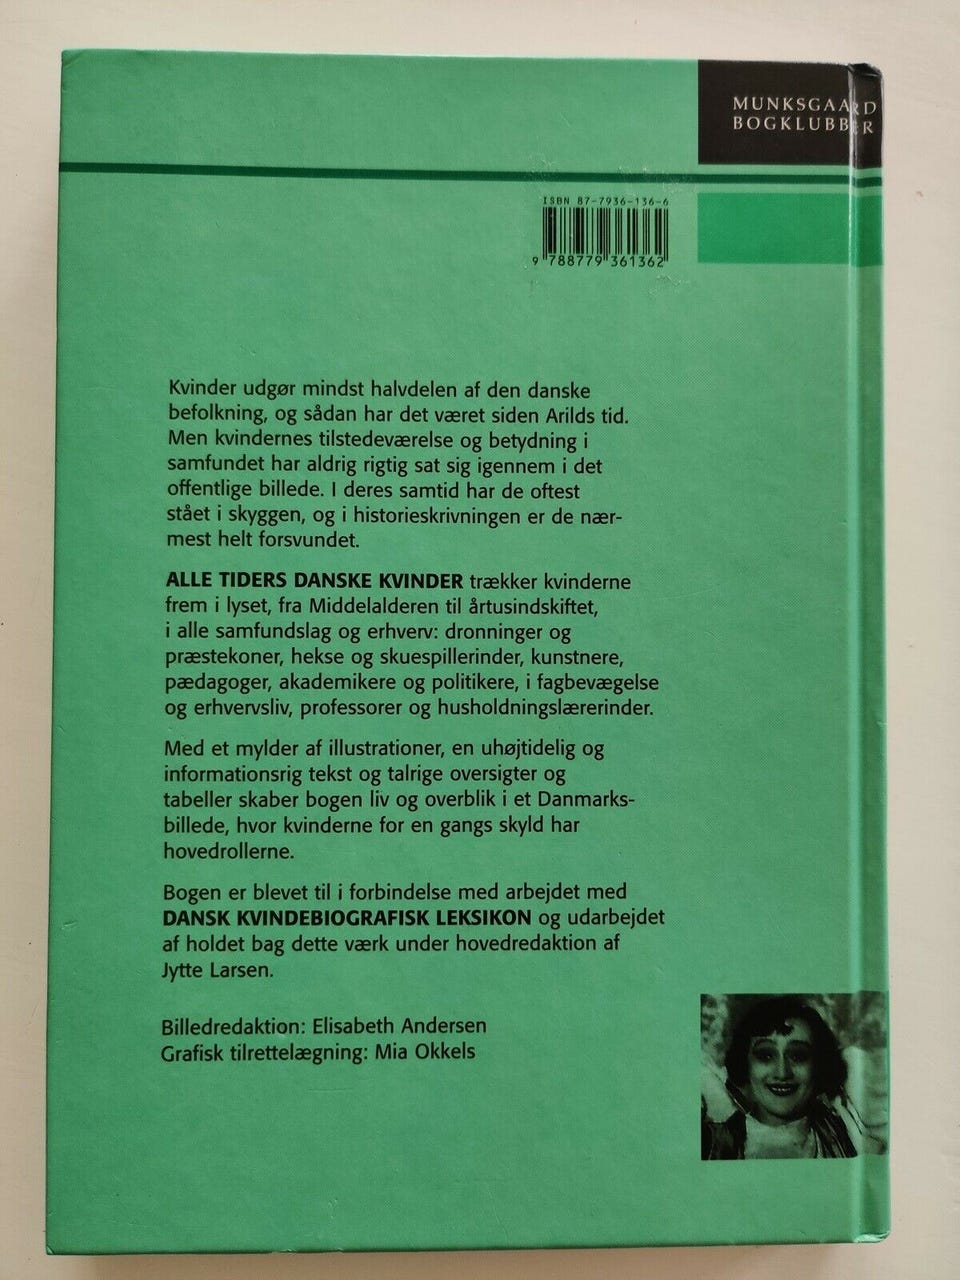 MUNKSGAARD
BOGKLUBBER
ISBN 87-7936-136-6
9 788779 361362
Kvinder udgør mindst halvdelen af den danske
befolkning, og sådan har det været siden Arilds tid.
Men kvindernes tilstedeværelse og betydning i
samfundet har aldrig rigtig sat sig igennem i det
offentlige billede. I deres samtid har de oftest
stået i skyggen, og i historieskrivningen er de nær-
mest helt forsvundet.
ALLE TIDERS DANSKE KVINDER trækker kvinderne
frem i lyset, fra Middelalderen til årtusindskiftet,
i alle samfundslag og erhverv: dronninger og
præstekoner, hekse og skuespillerinder, kunstnere,
pædagoger, akademikere og politikere, i fagbevægelse
og erhvervsliv, professorer og husholdningslærerinder.
Med et mylder af illustrationer, en uhøjtidelig og
informationsrig tekst og talrige oversigter og
tabeller skaber bogen liv og overblik i et Danmarks-
billede, hvor kvinderne for en gangs skyld har
hovedrollerne.
Bogen er blevet til i forbindelse med arbejdet med
DANSK KVINDEBIOGRAFISK LEKSIKON og udarbejdet
af holdet bag dette værk under hovedredaktion af
Jytte Larsen.
Billedredaktion: Elisabeth Andersen
Grafisk tilrettelægning: Mia Okkels